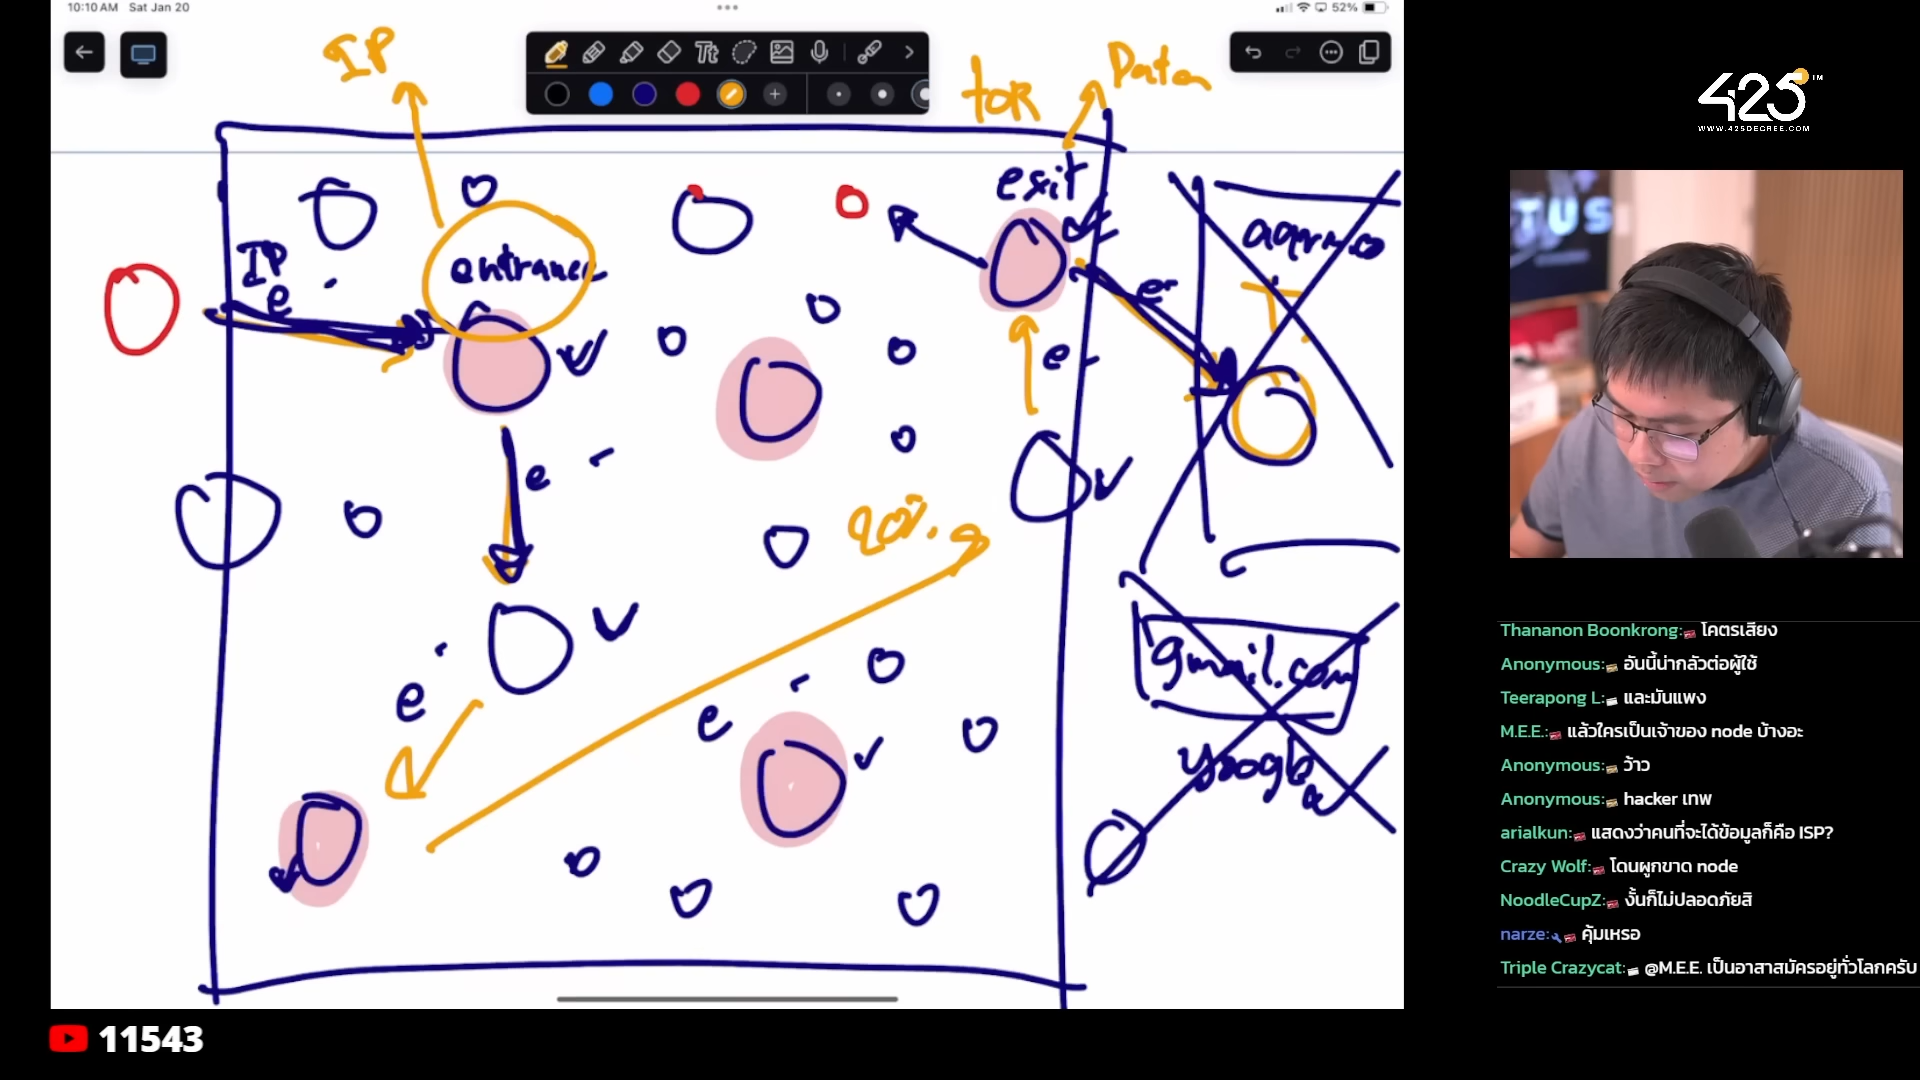 10:10 AM Sat Jan 20
52%
IP
Tt
tOR
Data
425 TM
WWW.425DEGREE.COM
exit
IP
entrance
e
e
e
e
e
gmail.com
Thananon Boonkrong: โคตรเสียง
Anonymous: อันนี้น่ากลัวต่อผู้ใช้
Teerapong L: และมันแพง
M.E.E.: แล้วใครเป็นเจ้าของ node บ้างอะ
Anonymous: ว้าว
Anonymous: hacker เทพ
arialkun: แสดงว่าคนที่จะได้ข้อมูลก็คือ ISP?
Crazy Wolf: โดนผูกขาด node
NoodleCupZ: งั้นก็ไม่ปลอดภัยสิ
narze: คุ้มเหรอ
Triple Crazycat: @M.E.E. เป็นอาสาสมัครอยู่ทั่วโลกครับ
11543